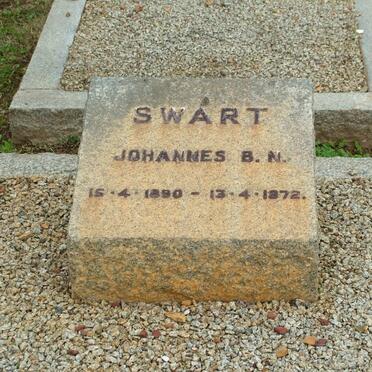 SWART
JOHANNES B. N.
15·4·1890 - 13·4·1972.